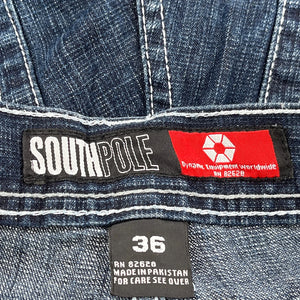 SOUTHPOLE
Dynamic Equipment Worldwide
RN 82628
36
RN 82628
MADE IN PAKISTAN
FOR CARE SEE OVER